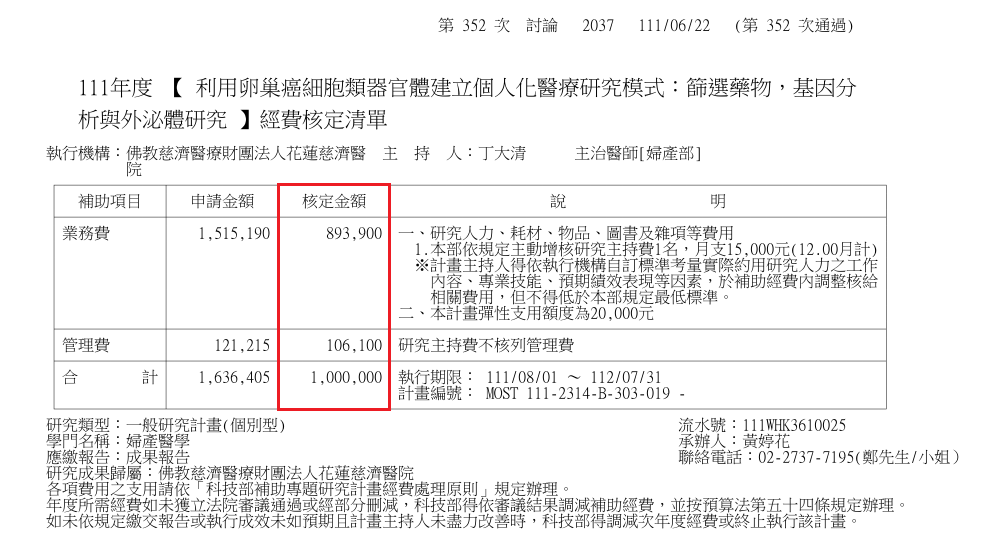 第 352 次 討論 2037 111/06/22 (第 352 次通過)
111年度 【 利用卵巢癌細胞類器官體建立個人化醫療研究模式：篩選藥物，基因分
析與外泌體研究 】經費核定清單
執行機構：佛教慈濟醫療財團法人花蓮慈濟醫 主 持 人：丁大清 主治醫師[婦產部]
院
補助項目 申請金額 核定金額 說 明
業務費 1,515,190 893,900 一、研究人力、耗材、物品、圖書及雜項等費用
1.本部依規定主動增核研究主持費1名，月支15,000元(12.00月計)
※計畫主持人得依執行機構自訂標準考量實際約用研究人力之工作
內容、專業技能、預期績效表現等因素，於補助經費內調整核給
相關費用，但不得低於本部規定最低標準。
二、本計畫彈性支用額度為20,000元
管理費 121,215 106,100 研究主持費不核列管理費
合 計 1,636,405 1,000,000 執行期限： 111/08/01 ～ 112/07/31
計畫編號： MOST 111-2314-B-303-019 -
研究類型：一般研究計畫(個別型) 流水號：111WHK3610025
學門名稱：婦產醫學 承辦人：黃婷花
應繳報告：成果報告 聯絡電話：02-2737-7195(鄭先生/小姐)
研究成果歸屬：佛教慈濟醫療財團法人花蓮慈濟醫院
各項費用之支用請依「科技部補助專題研究計畫經費處理原則」規定辦理。
年度所需經費如未獲立法院審議通過或經部分刪減，科技部得依審議結果調減補助經費，並按預算法第五十四條規定辦理。
如未依規定繳交報告或執行成效未如預期且計畫主持人未盡力改善時，科技部得調減次年度經費或終止執行該計畫。